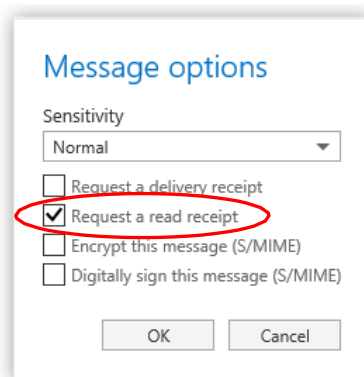 Message options
Sensitivity
Normal
Request a delivery receipt
Request a read receipt
Encrypt this message (S/MIME)
Digitally sign this message (S/MIME)
OK Cancel